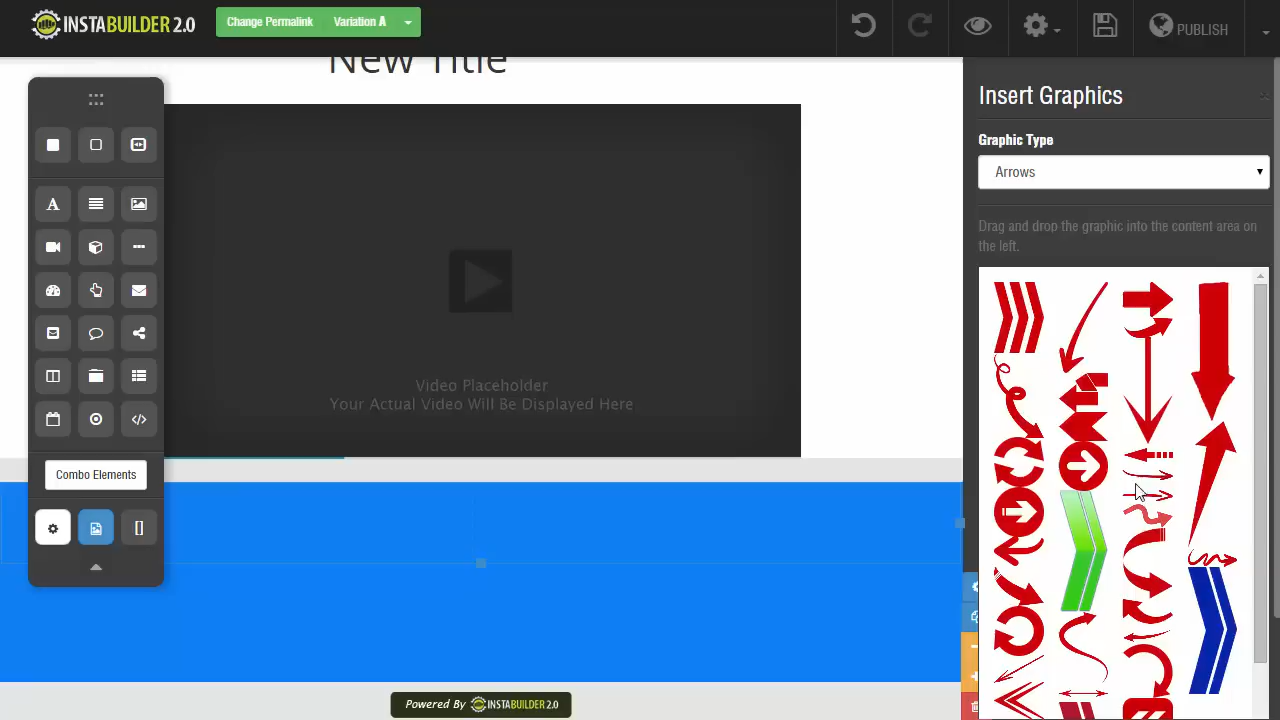 INSTABUILDER 2.0
Change Permalink
Variation A
PUBLISH
New Title
Insert Graphics
Graphic Type
Arrows
Drag and drop the graphic into the content area on
the left.
A
Video Placeholder
Your Actual Video Will Be Displayed Here
</>
Combo Elements
[]
Powered By INSTABUILDER 2.0